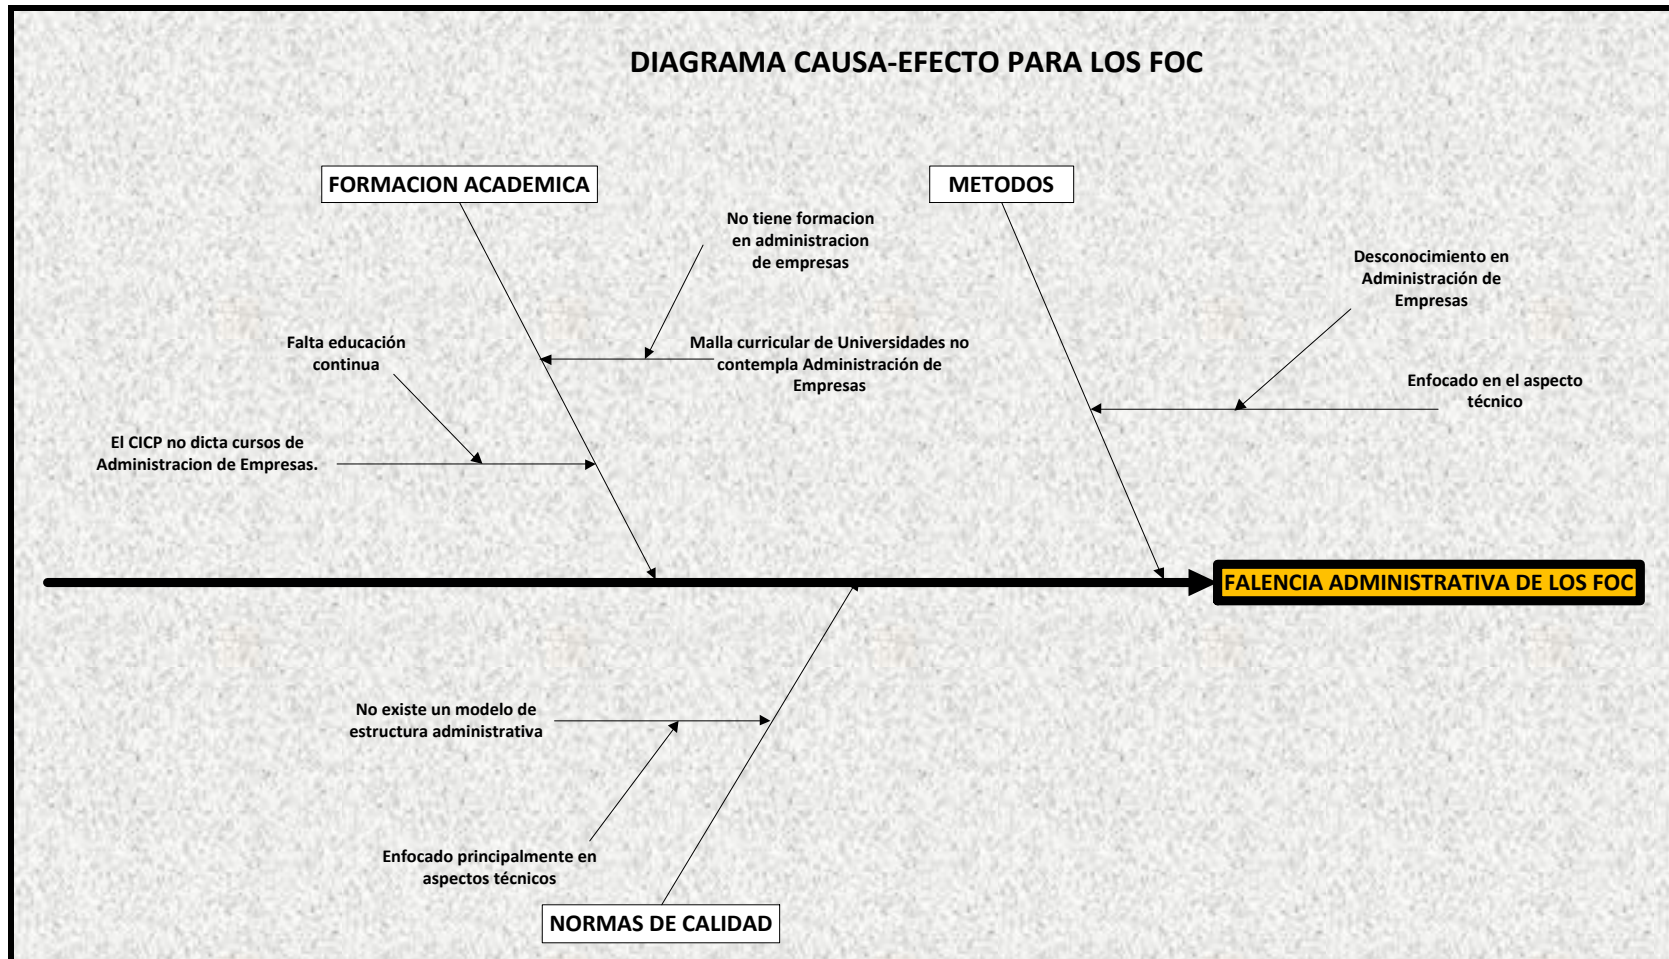 DIAGRAMA CAUSA-EFECTO PARA LOS FOC
FORMACION ACADEMICA
METODOS
No tiene formacion
en administracion
de empresas
Desconocimiento en
Administración de
Empresas
Falta educación
continua
Malla curricular de Universidades no
contempla Administración de
Empresas
Enfocado en el aspecto
técnico
El CICP no dicta cursos de
Administracion de Empresas.
FALENCIA ADMINISTRATIVA DE LOS FOC
No existe un modelo de
estructura administrativa
Enfocado principalmente en
aspectos técnicos
NORMAS DE CALIDAD